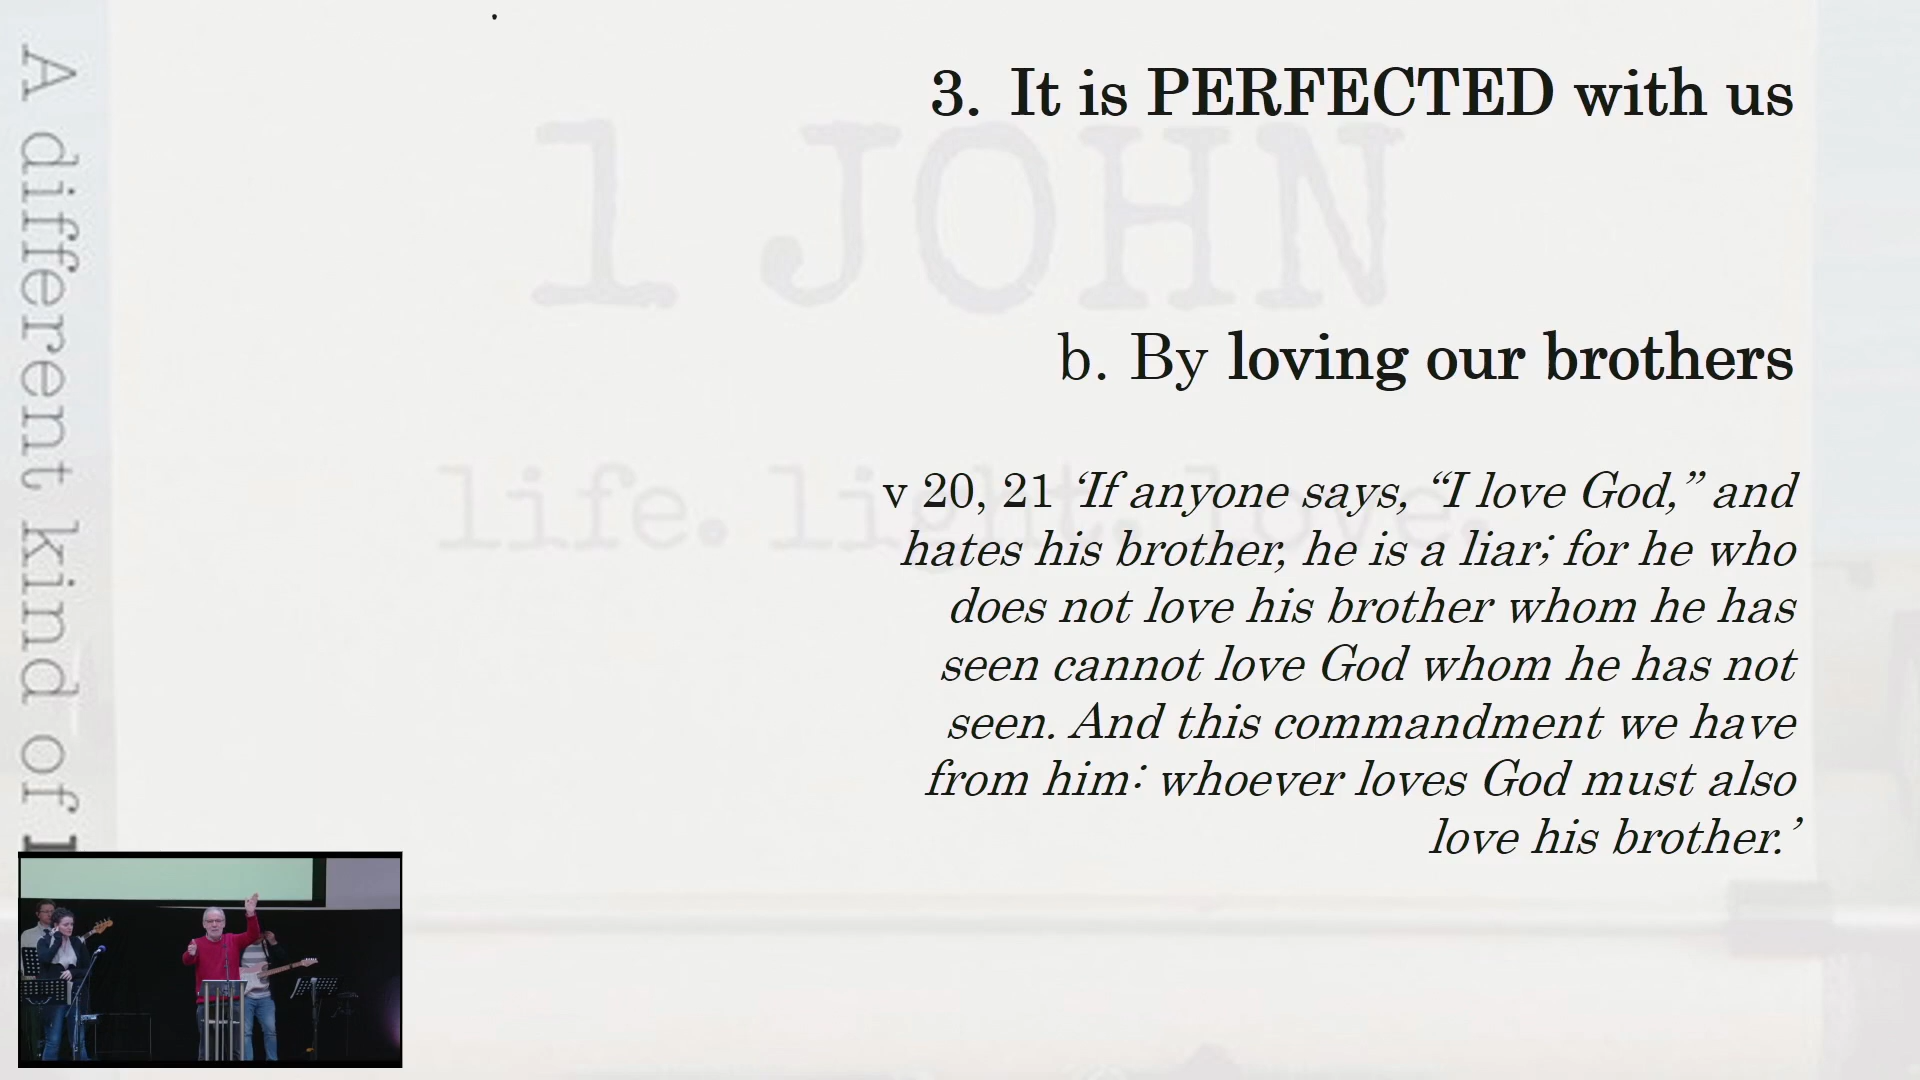 A different kind of l
1 JOHN
life. light. love.
3. It is PERFECTED with us
b. By loving our brothers
v 20, 21 ‘If anyone says, “I love God,” and
hates his brother, he is a liar; for he who
does not love his brother whom he has
seen cannot love God whom he has not
seen. And this commandment we have
from him: whoever loves God must also
love his brother.’